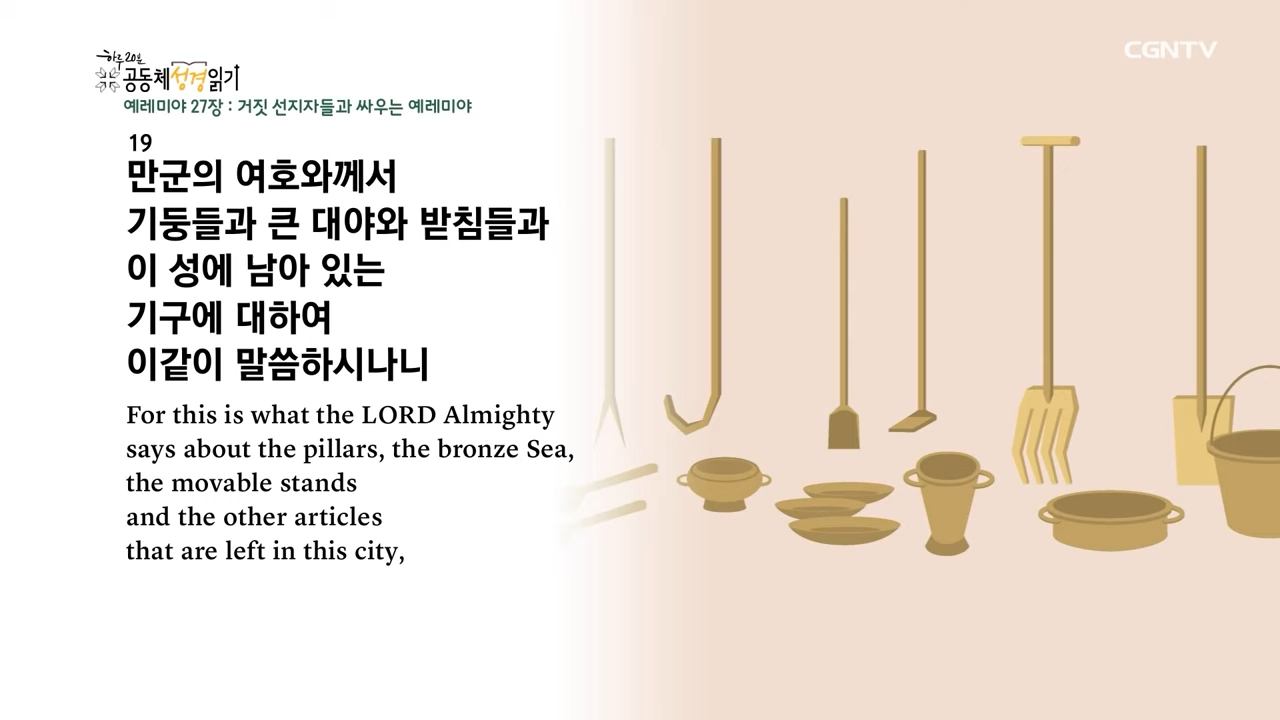 하루 20분
공동체성경읽기
CGNTV
예레미야 27장 : 거짓 선지자들과 싸우는 예레미야
19
만군의 여호와께서
기둥들과 큰 대야와 받침들과
이 성에 남아 있는
기구에 대하여
이같이 말씀하시나니
For this is what the LORD Almighty
says about the pillars, the bronze Sea,
the movable stands
and the other articles
that are left in this city,